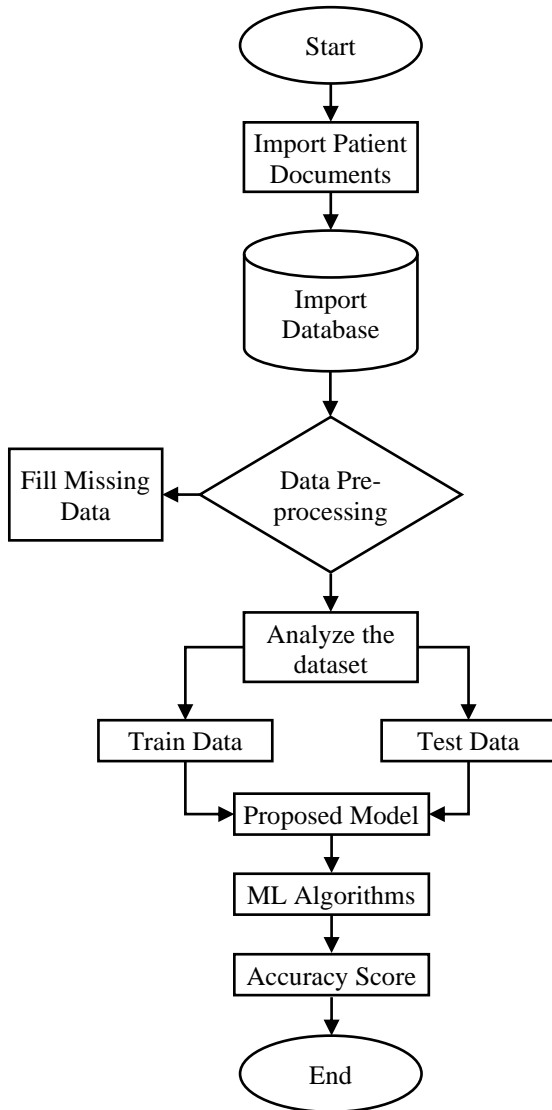 Start
Import Patient
Documents
Import
Database
Fill Missing
Data
Data Pre-
processing
Analyze the
dataset
Train Data
Test Data
Proposed Model
ML Algorithms
Accuracy Score
End